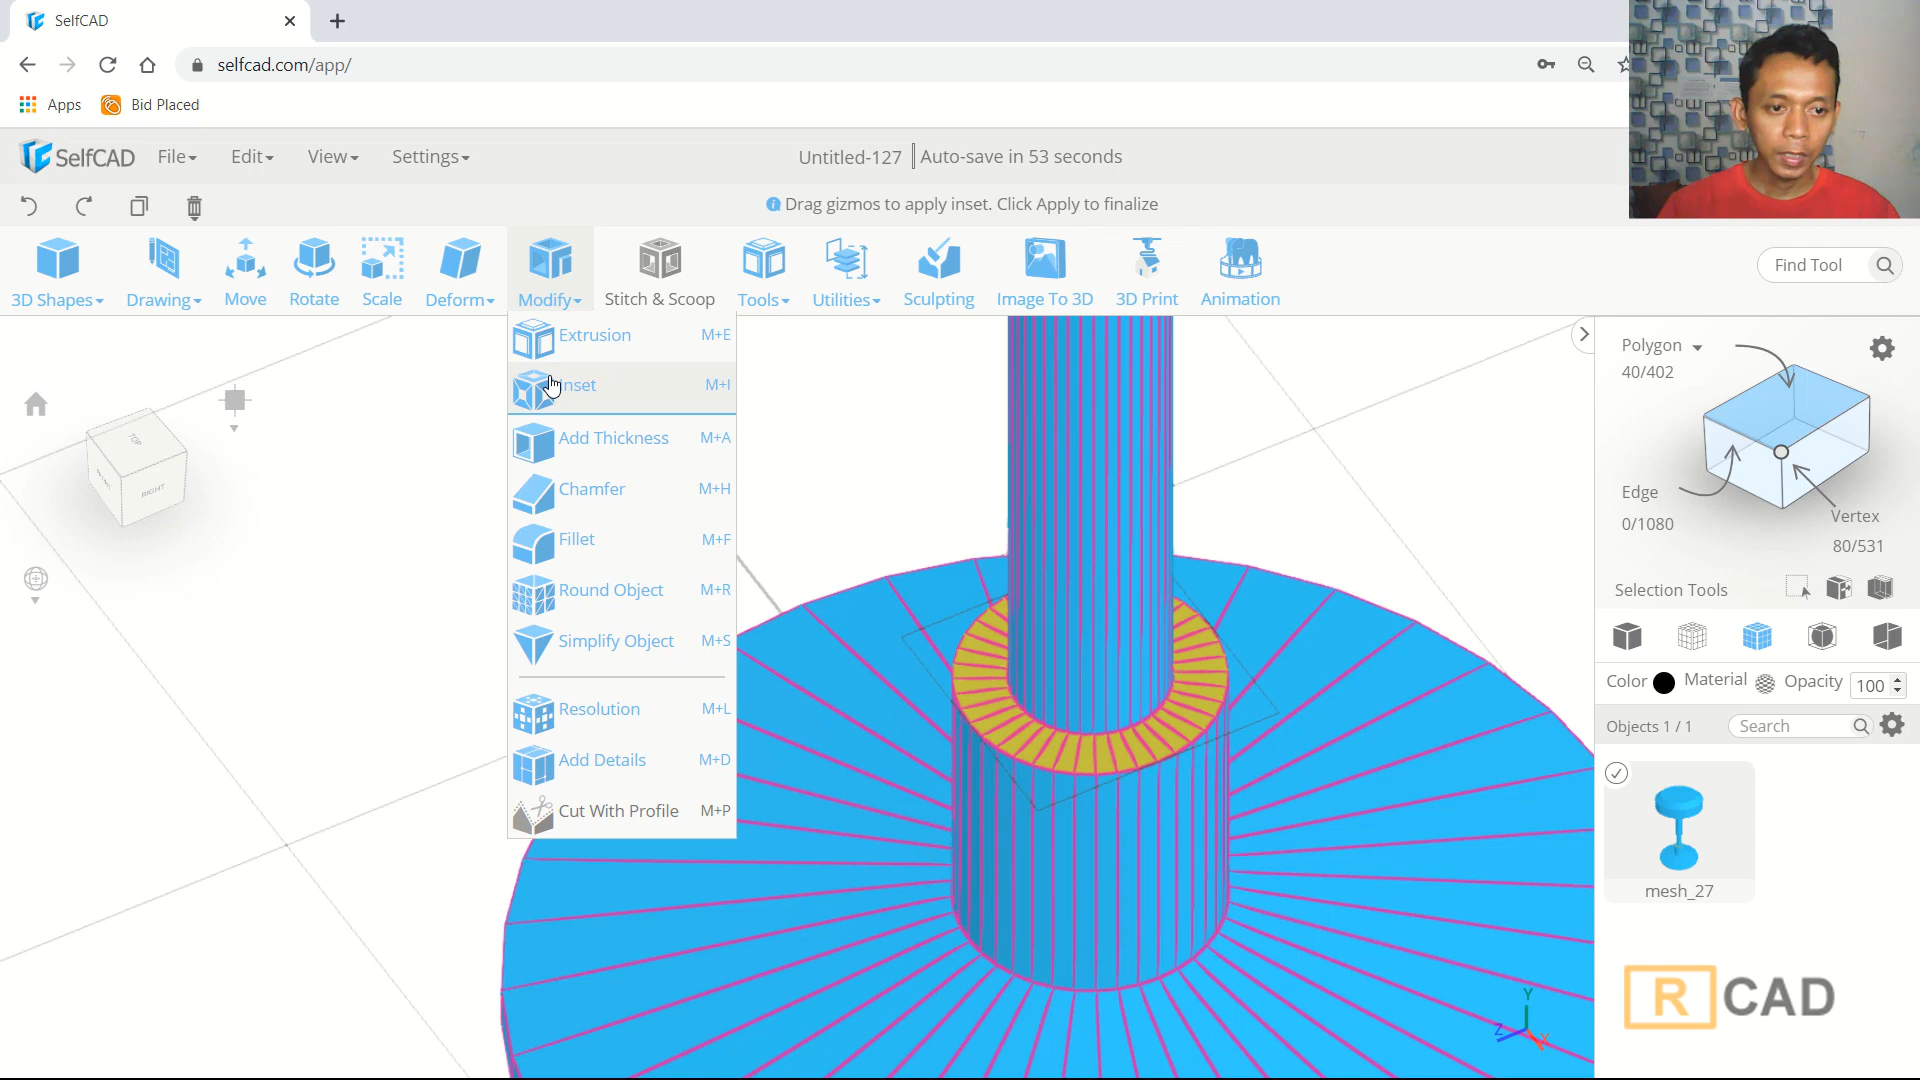 SelfCAD
selfcad.com/app/
Apps
Bid Placed
SelfCAD
File
Edit
View
Settings
Untitled-127
Auto-save in 53 seconds
Drag gizmos to apply inset. Click Apply to finalize
3D Shapes
Drawing
Move
Rotate
Scale
Deform
Modify
Stitch & Scoop
Tools
Utilities
Sculpting
Image To 3D
3D Print
Animation
Find Tool
Extrusion M+E
Inset M+I
Add Thickness M+A
Chamfer M+H
Fillet M+F
Round Object M+R
Simplify Object M+S
Resolution M+L
Add Details M+D
Cut With Profile M+P
TOP
RIGHT
Polygon
40/402
Edge
0/1080
Vertex
80/531
Selection Tools
Color
Material
Opacity
100
Objects 1 / 1
Search
mesh_27
R CAD
Y
Z
X